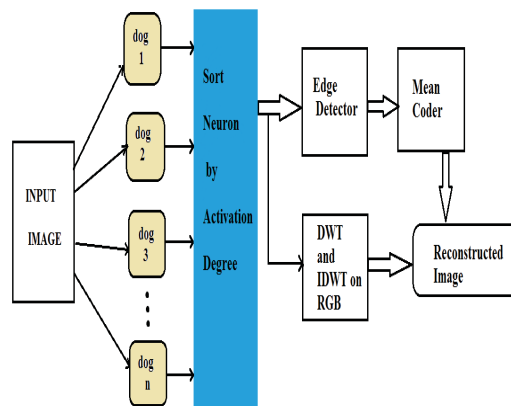 INPUT
IMAGE
dog
1
dog
2
dog
3
dog
n
Sort
Neuron
by
Activation
Degree
Edge
Detector
Mean
Coder
DWT
and
IDWT on
RGB
Reconstructed
Image